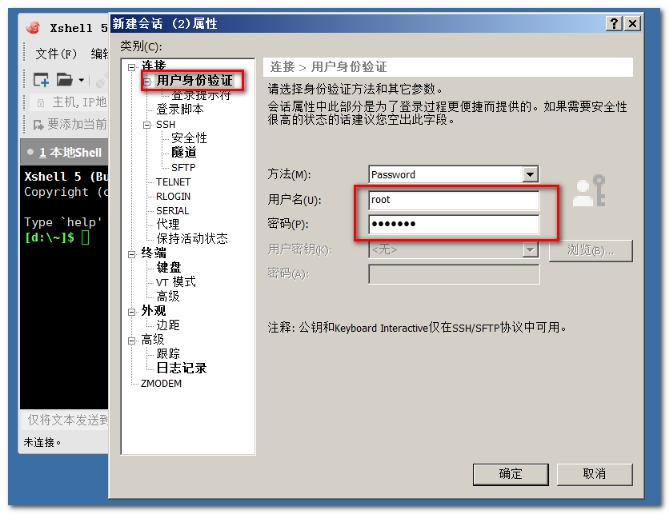 Xshell 5
新建会话 (2)属性
文件(F) 编辑
主机,IP地
要添加当前
1 本地Shell
Xshell 5 (Bu
Copyright (c
Type `help'
[d:\~]$
仅将文本发送到
未连接。
类别(C):
连接
用户身份验证
登录提示符
登录脚本
SSH
安全性
隧道
SFTP
TELNET
RLOGIN
SERIAL
代理
保持活动状态
终端
键盘
VT 模式
高级
外观
边距
高级
跟踪
日志记录
ZMODEM
连接 > 用户身份验证
请选择身份验证方法和其它参数。
会话属性中此部分是为了登录过程更便捷而提供的。如果需要安全性
很高的状态的话建议您空出此字段。
方法(M): Password
用户名(U): root
密码(P): ●●●●●●●
用户密钥(K): <无> 浏览(B)...
密码(A):
注释: 公钥和Keyboard Interactive仅在SSH/SFTP协议中可用。
确定 取消